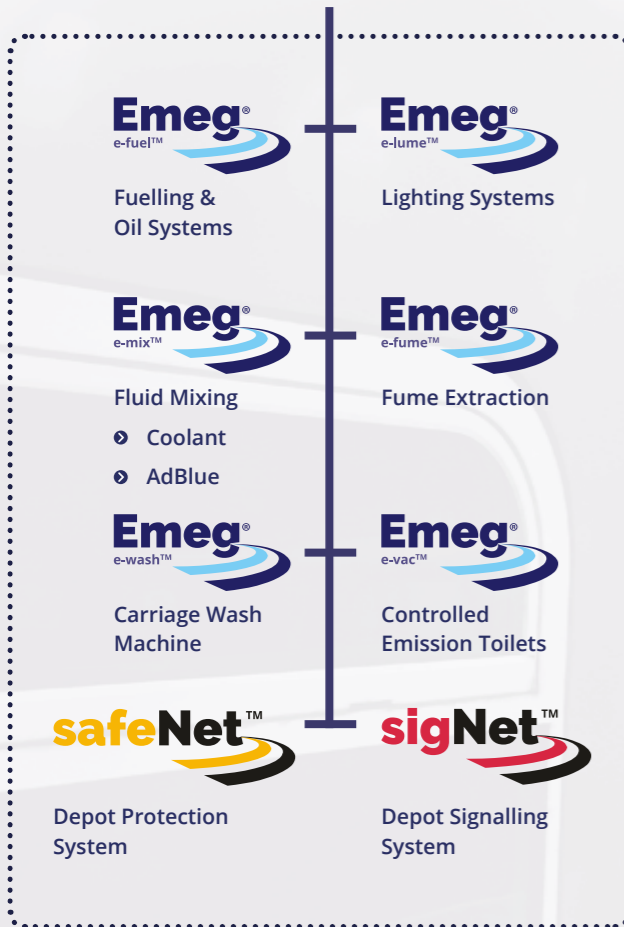 Emeg®
e-fuel™
Fuelling &
Oil Systems
Emeg®
e-lume™
Lighting Systems
Emeg®
e-mix™
Fluid Mixing
Coolant
AdBlue
Emeg®
e-fume™
Fume Extraction
Emeg®
e-wash™
Carriage Wash
Machine
Emeg®
e-vac™
Controlled
Emission Toilets
safeNet™
Depot Protection
System
sigNet™
Depot Signalling
System